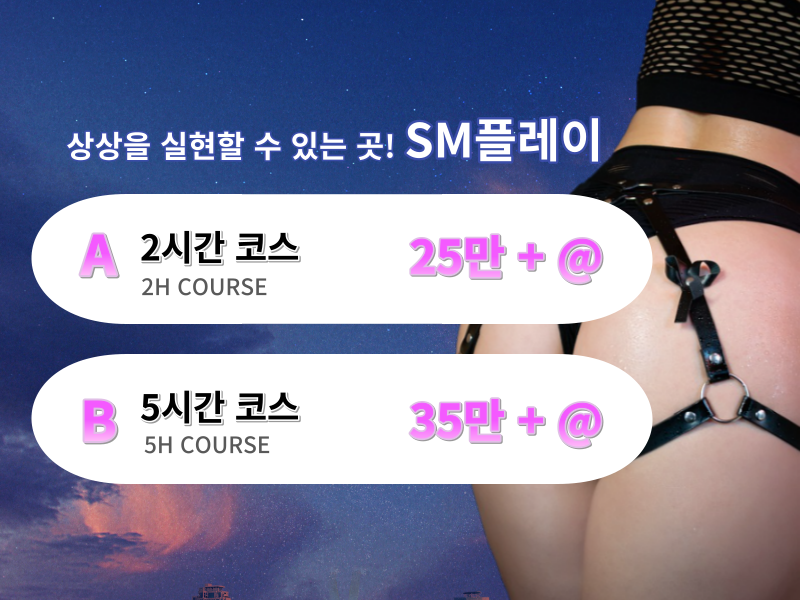 상상을 실현할 수 있는 곳! SM플레이
A 2시간 코스 25만 + @
2H COURSE
B 5시간 코스 35만 + @
5H COURSE